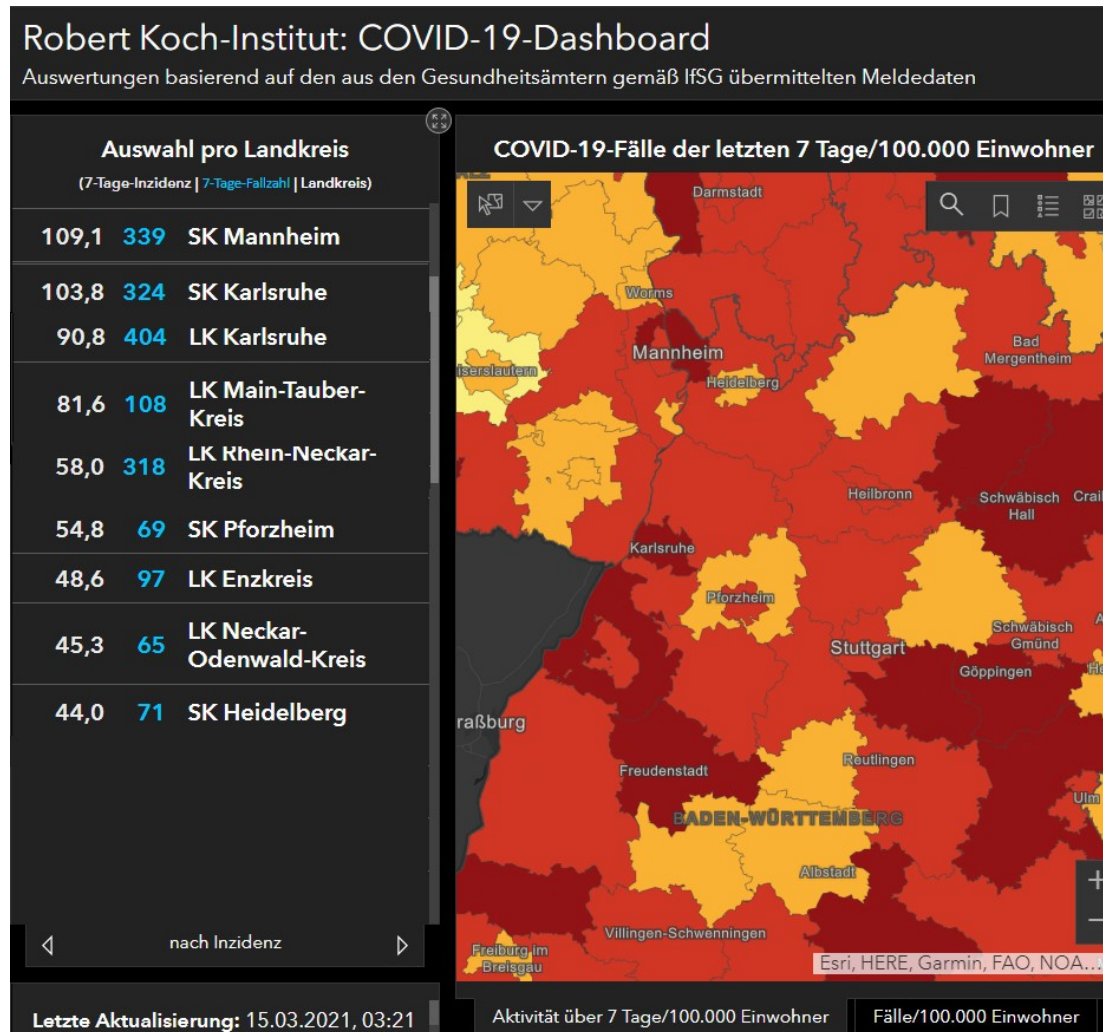 Robert Koch-Institut: COVID-19-Dashboard
Auswertungen basierend auf den aus den Gesundheitsämtern gemäß IfSG übermittelten Meldedaten
Auswahl pro Landkreis
(7-Tage-Inzidenz | 7-Tage-Fallzahl | Landkreis)
109,1 339 SK Mannheim
103,8 324 SK Karlsruhe
90,8 404 LK Karlsruhe
81,6 108 LK Main-Tauber-
Kreis
58,0 318 LK Rhein-Neckar-
Kreis
54,8 69 SK Pforzheim
48,6 97 LK Enzkreis
45,3 65 LK Neckar-
Odenwald-Kreis
44,0 71 SK Heidelberg
nach Inzidenz
Letzte Aktualisierung: 15.03.2021, 03:21
COVID-19-Fälle der letzten 7 Tage/100.000 Einwohner
Darmstadt
Worms
Bad
Mergentheim
Mannheim
iserslautern
Heidelberg
Heilbronn
Schwäbisch
Hall
Crail
Karlsruhe
Pforzheim
Schwäbisch
Gmünd
Stuttgart
Göppingen
raßburg
Freudenstadt
Reutlingen
Ulm
BADEN-WÜRTTEMBERG
Albstadt
Villingen-Schwenningen
Freiburg im
Breisgau
Esri, HERE, Garmin, FAO, NOA...
Aktivität über 7 Tage/100.000 Einwohner
Fälle/100.000 Einwohner